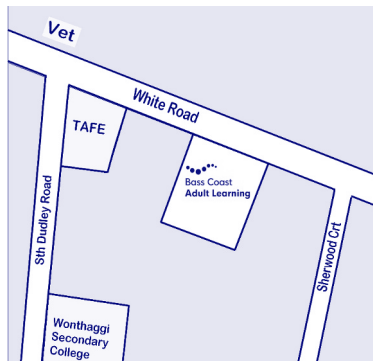 Vet
White Road
TAFE
Bass Coast
Adult Learning
Sth Dudley Road
Sherwood Crt
Wonthaggi
Secondary
College